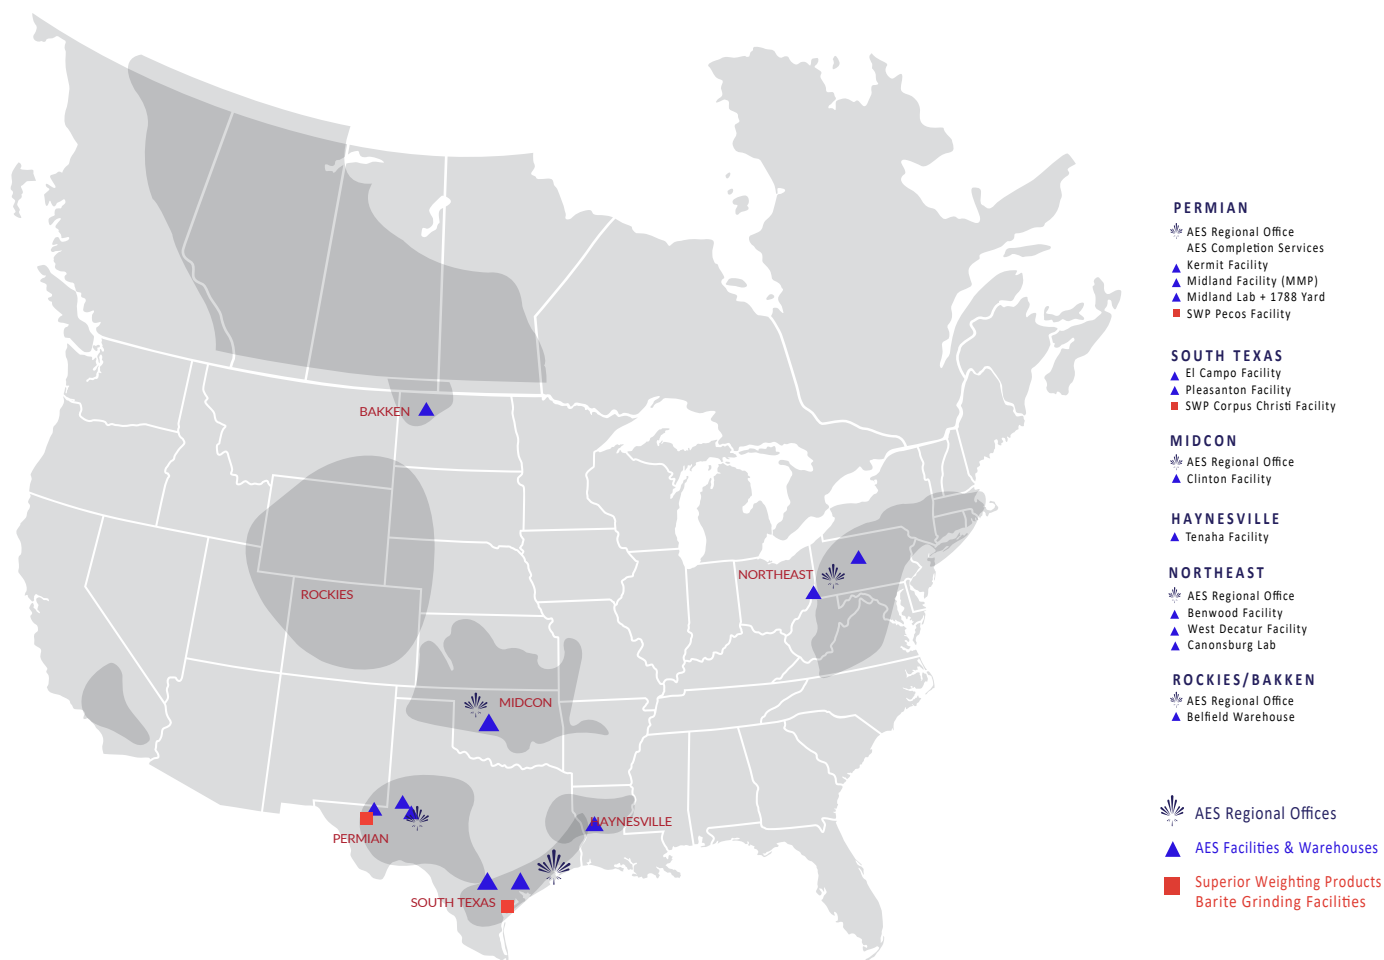 BAKKEN
ROCKIES
NORTHEAST
MIDCON
HAYNESVILLE
PERMIAN
SOUTH TEXAS
PERMIAN
AES Regional Office
AES Completion Services
Kermit Facility
Midland Facility (MMP)
Midland Lab + 1788 Yard
SWP Pecos Facility
SOUTH TEXAS
El Campo Facility
Pleasanton Facility
SWP Corpus Christi Facility
MIDCON
AES Regional Office
Clinton Facility
HAYNESVILLE
Tenaha Facility
NORTHEAST
AES Regional Office
Benwood Facility
West Decatur Facility
Canonsburg Lab
ROCKIES/BAKKEN
AES Regional Office
Belfield Warehouse
AES Regional Offices
AES Facilities & Warehouses
Superior Weighting Products
Barite Grinding Facilities